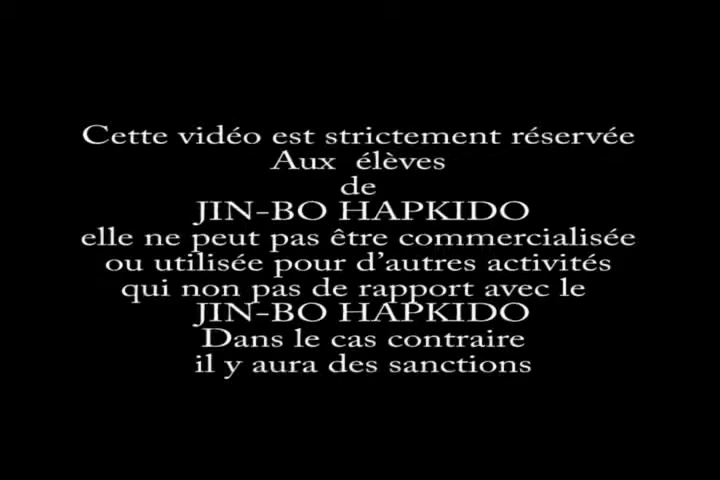 Cette vidéo est strictement réservée
Aux élèves
de
JIN-BO HAPKIDO
elle ne peut pas être commercialisée
ou utilisée pour d’autres activités
qui non pas de rapport avec le
JIN-BO HAPKIDO
Dans le cas contraire
il y aura des sanctions